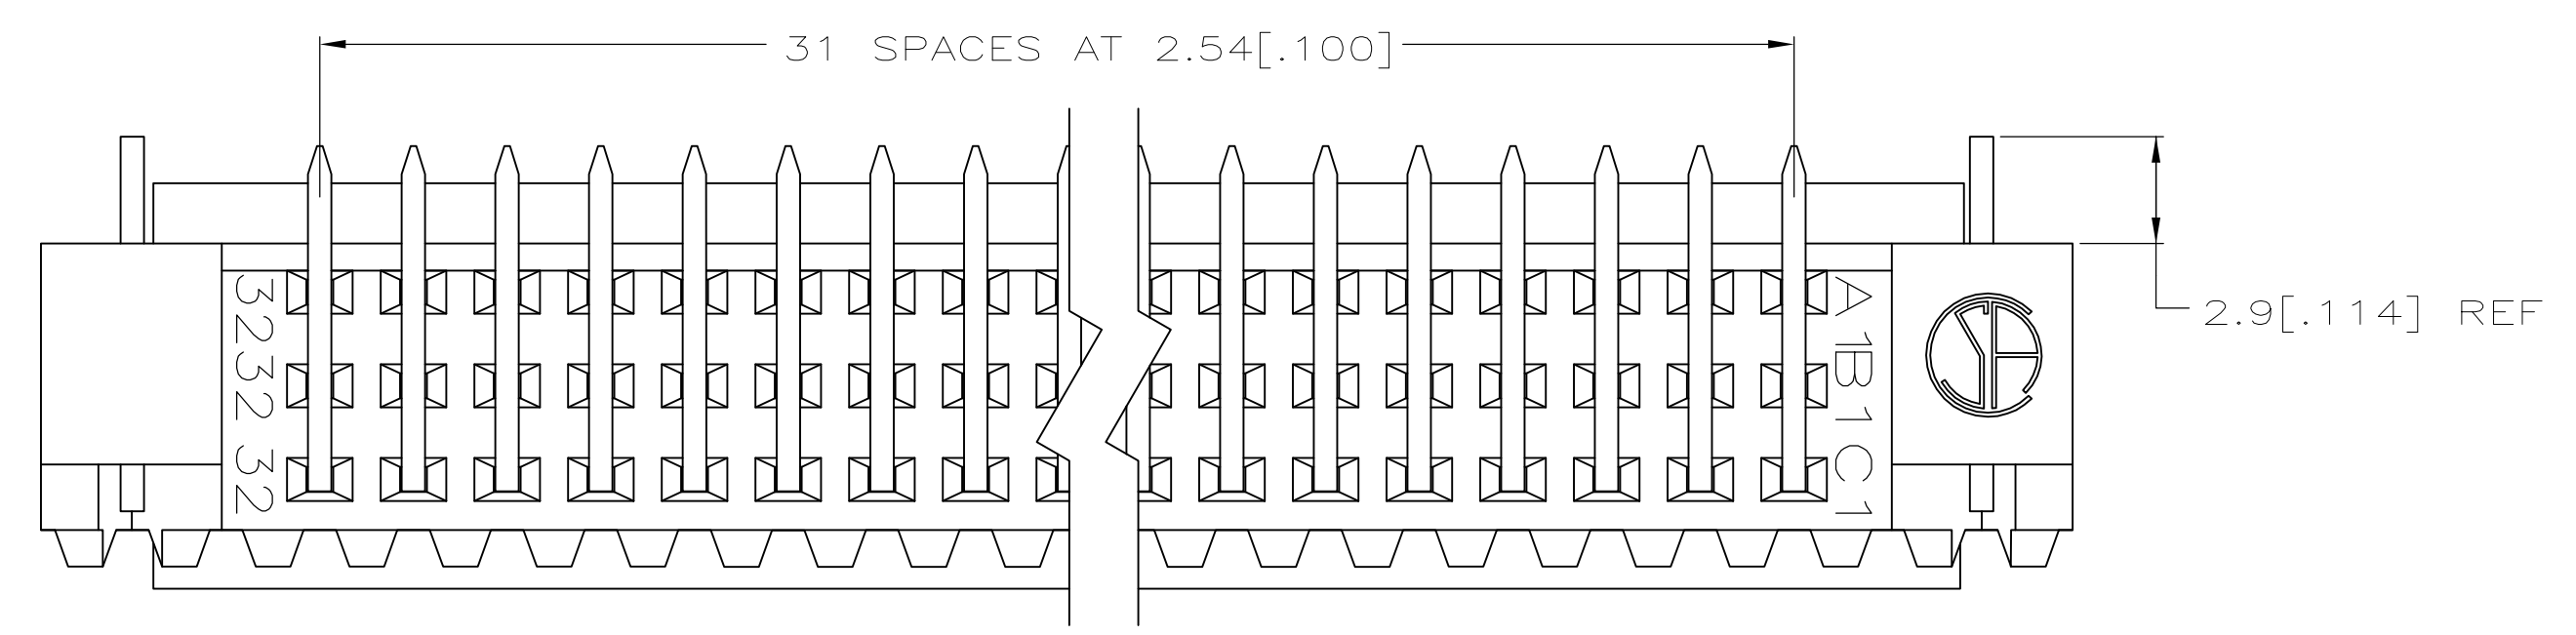 31 SPACES AT 2.54[.100]
2.9[.114] REF
32
32
32
A1
B1
C1